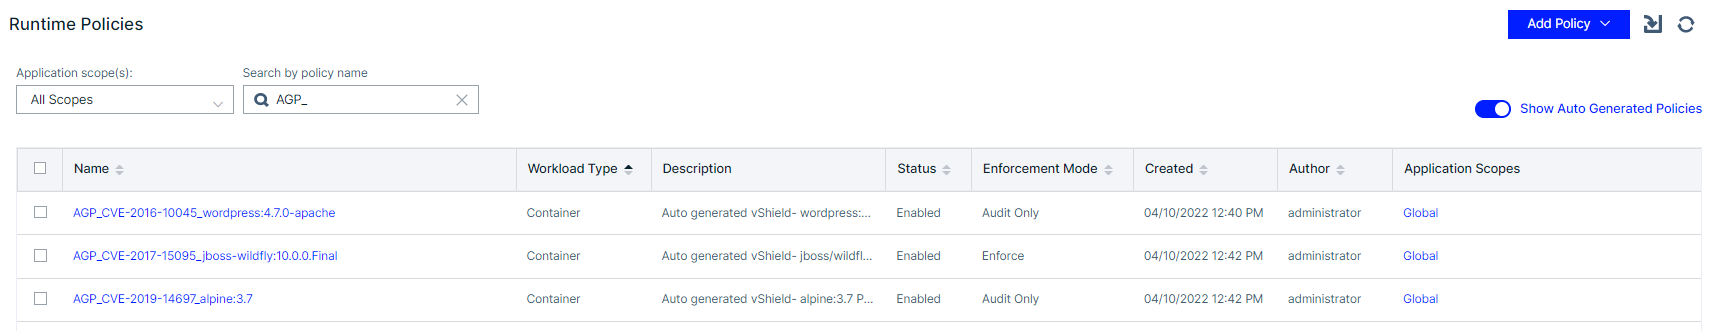 Runtime Policies
Add Policy
Application scope(s):
Search by policy name
All Scopes
AGP_
Show Auto Generated Policies
Name Workload Type Description Status Enforcement Mode Created Author Application Scopes
AGP_CVE-2016-10045_wordpress:4.7.0-apache Container Auto generated vShield- wordpress:... Enabled Audit Only 04/10/2022 12:40 PM administrator Global
AGP_CVE-2017-15095_jboss-wildfly:10.0.0.Final Container Auto generated vShield- jboss/wildfl... Enabled Enforce 04/10/2022 12:42 PM administrator Global
AGP_CVE-2019-14697_alpine:3.7 Container Auto generated vShield- alpine:3.7 P... Enabled Audit Only 04/10/2022 12:42 PM administrator Global